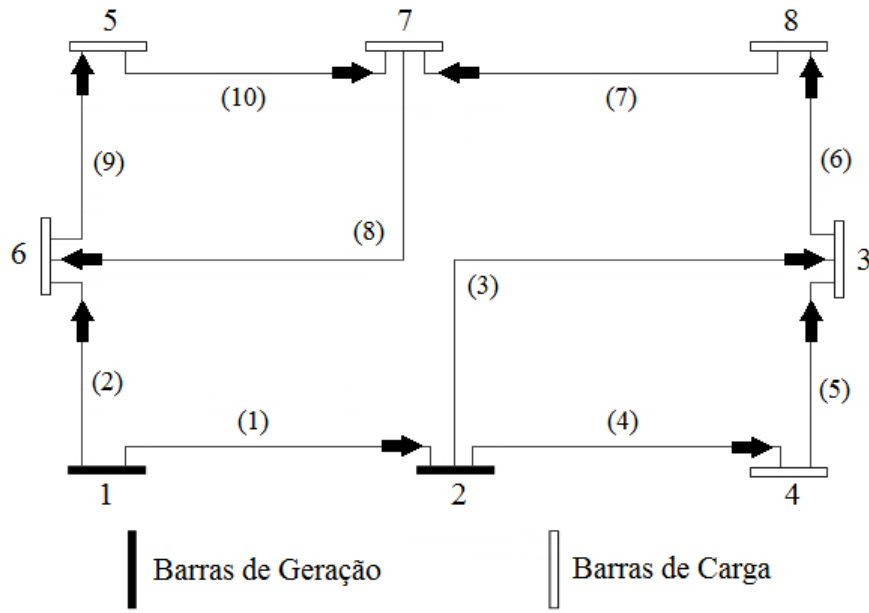 5 7 8
(10) (7)
(9) (6)
6 (8) (3) 3
(2) (5)
(1) (4)
1 2 4
Barras de Geração Barras de Carga